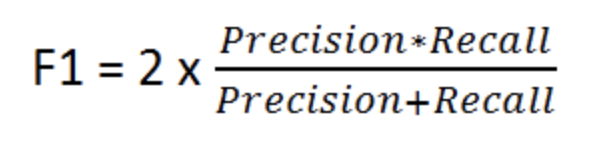 F1 = 2 x Precision*Recall
Precision+Recall